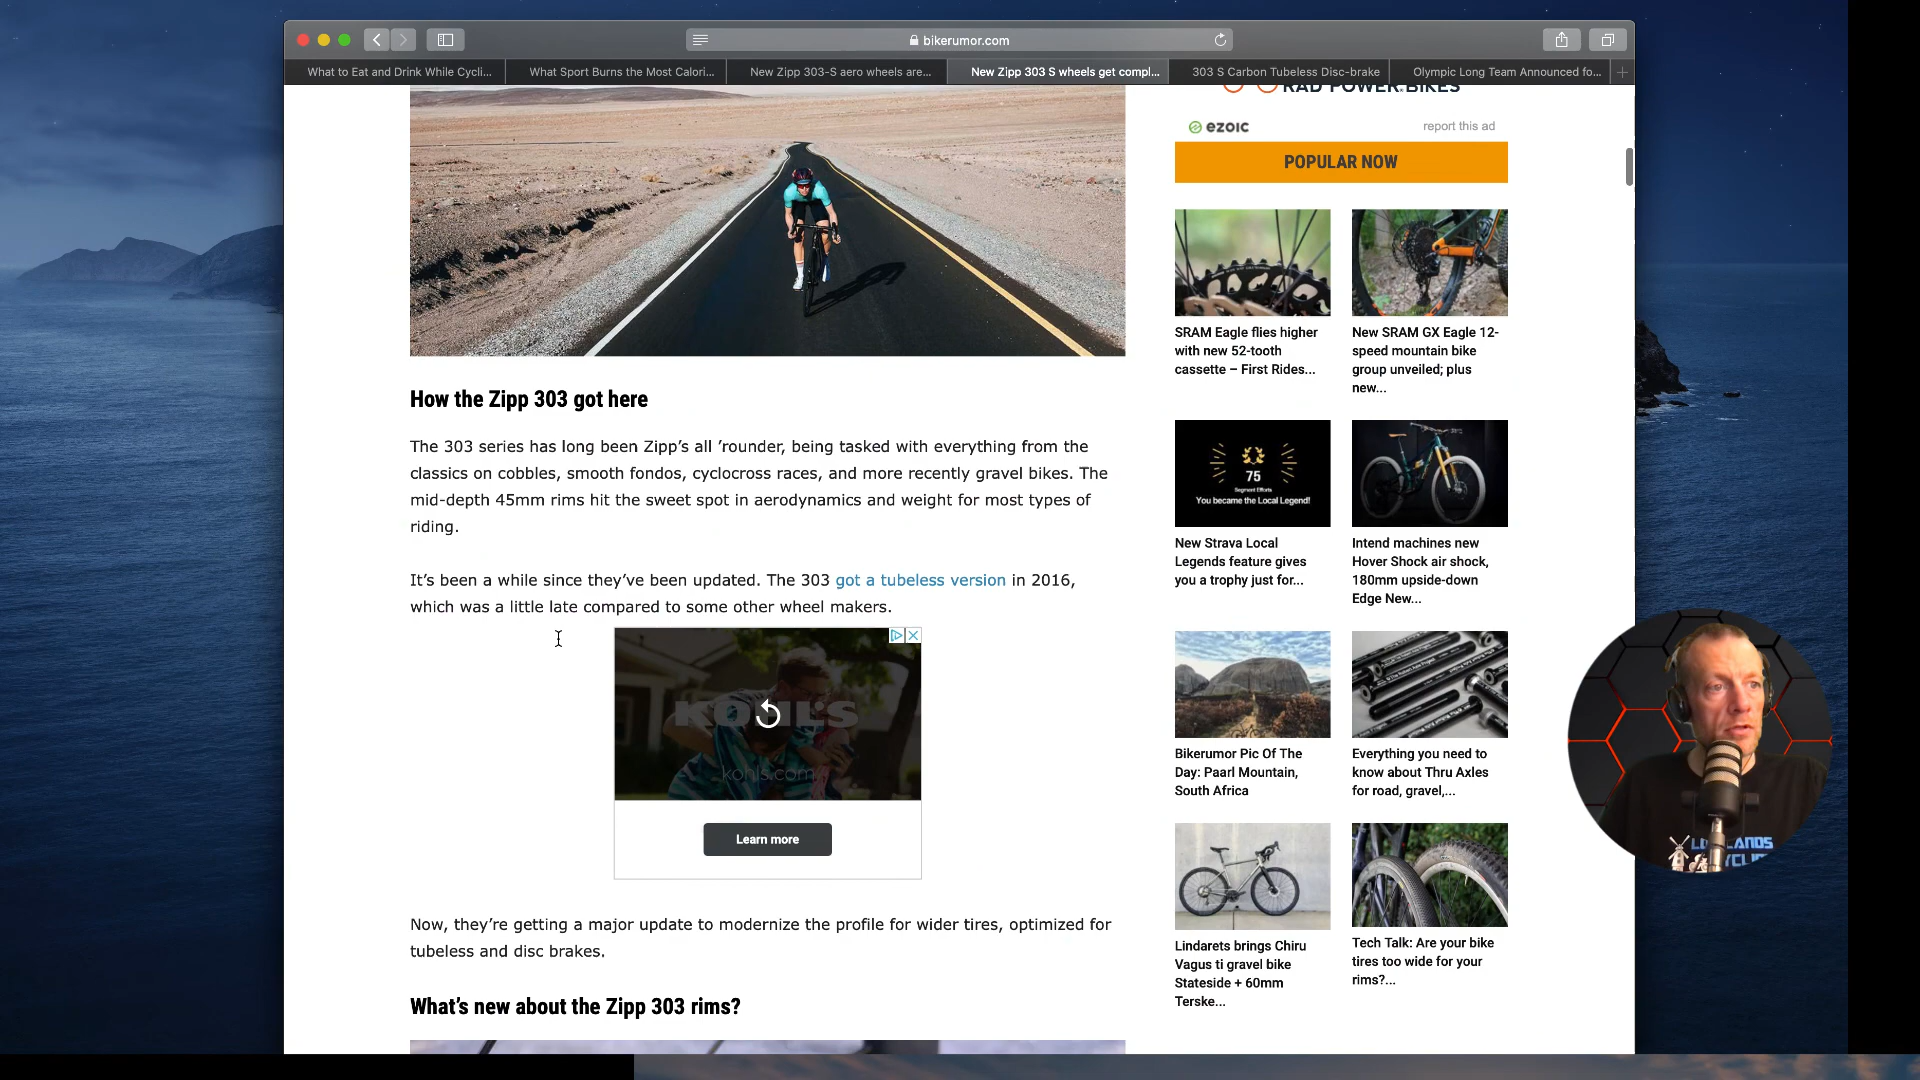 bikerumor.com
What to Eat and Drink While Cycli...
What Sport Burns the Most Calori...
New Zipp 303-S aero wheels are...
New Zipp 303 S wheels get compl...
303 S Carbon Tubeless Disc-brake
Olympic Long Team Announced fo...
RAD POWER BIKES
ezoic
report this ad
POPULAR NOW
SRAM Eagle flies higher
with new 52-tooth
cassette – First Rides...
New SRAM GX Eagle 12-
speed mountain bike
group unveiled; plus
new...
How the Zipp 303 got here
The 303 series has long been Zipp’s all ’rounder, being tasked with everything from the
classics on cobbles, smooth fondos, cyclocross races, and more recently gravel bikes. The
mid-depth 45mm rims hit the sweet spot in aerodynamics and weight for most types of
riding.
75
Segment Efforts
You became the Local Legend!
New Strava Local
Legends feature gives
you a trophy just for...
Intend machines new
Hover Shock air shock,
180mm upside-down
Edge New...
It’s been a while since they’ve been updated. The 303 got a tubeless version in 2016,
which was a little late compared to some other wheel makers.
KOHL'S
kohls.com
Learn more
Bikerumor Pic Of The
Day: Paarl Mountain,
South Africa
Everything you need to
know about Thru Axles
for road, gravel,...
Now, they’re getting a major update to modernize the profile for wider tires, optimized for
tubeless and disc brakes.
Lindarets brings Chiru
Vagus ti gravel bike
Stateside + 60mm
Terske...
Tech Talk: Are your bike
tires too wide for your
rims?...
What’s new about the Zipp 303 rims?